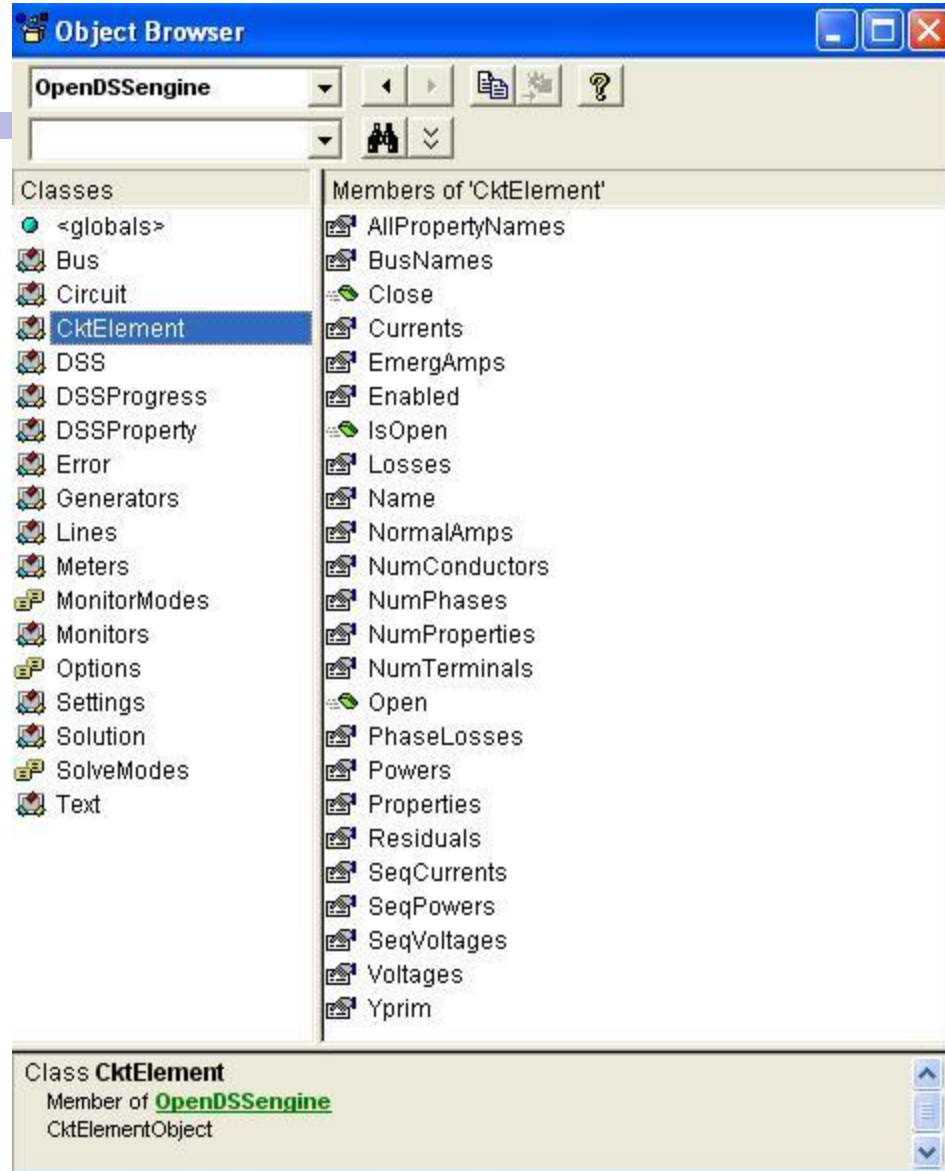 Object Browser
OpenDSSengine
Classes
<globals>
Bus
Circuit
CktElement
DSS
DSSProgress
DSSProperty
Error
Generators
Lines
Meters
MonitorModes
Monitors
Options
Settings
Solution
SolveModes
Text
Members of 'CktElement'
AllPropertyNames
BusNames
Close
Currents
EmergAmps
Enabled
IsOpen
Losses
Name
NormalAmps
NumConductors
NumPhases
NumProperties
NumTerminals
Open
PhaseLosses
Powers
Properties
Residuals
SeqCurrents
SeqPowers
SeqVoltages
Voltages
Yprim
Class CktElement
Member of OpenDSSengine
CktElementObject